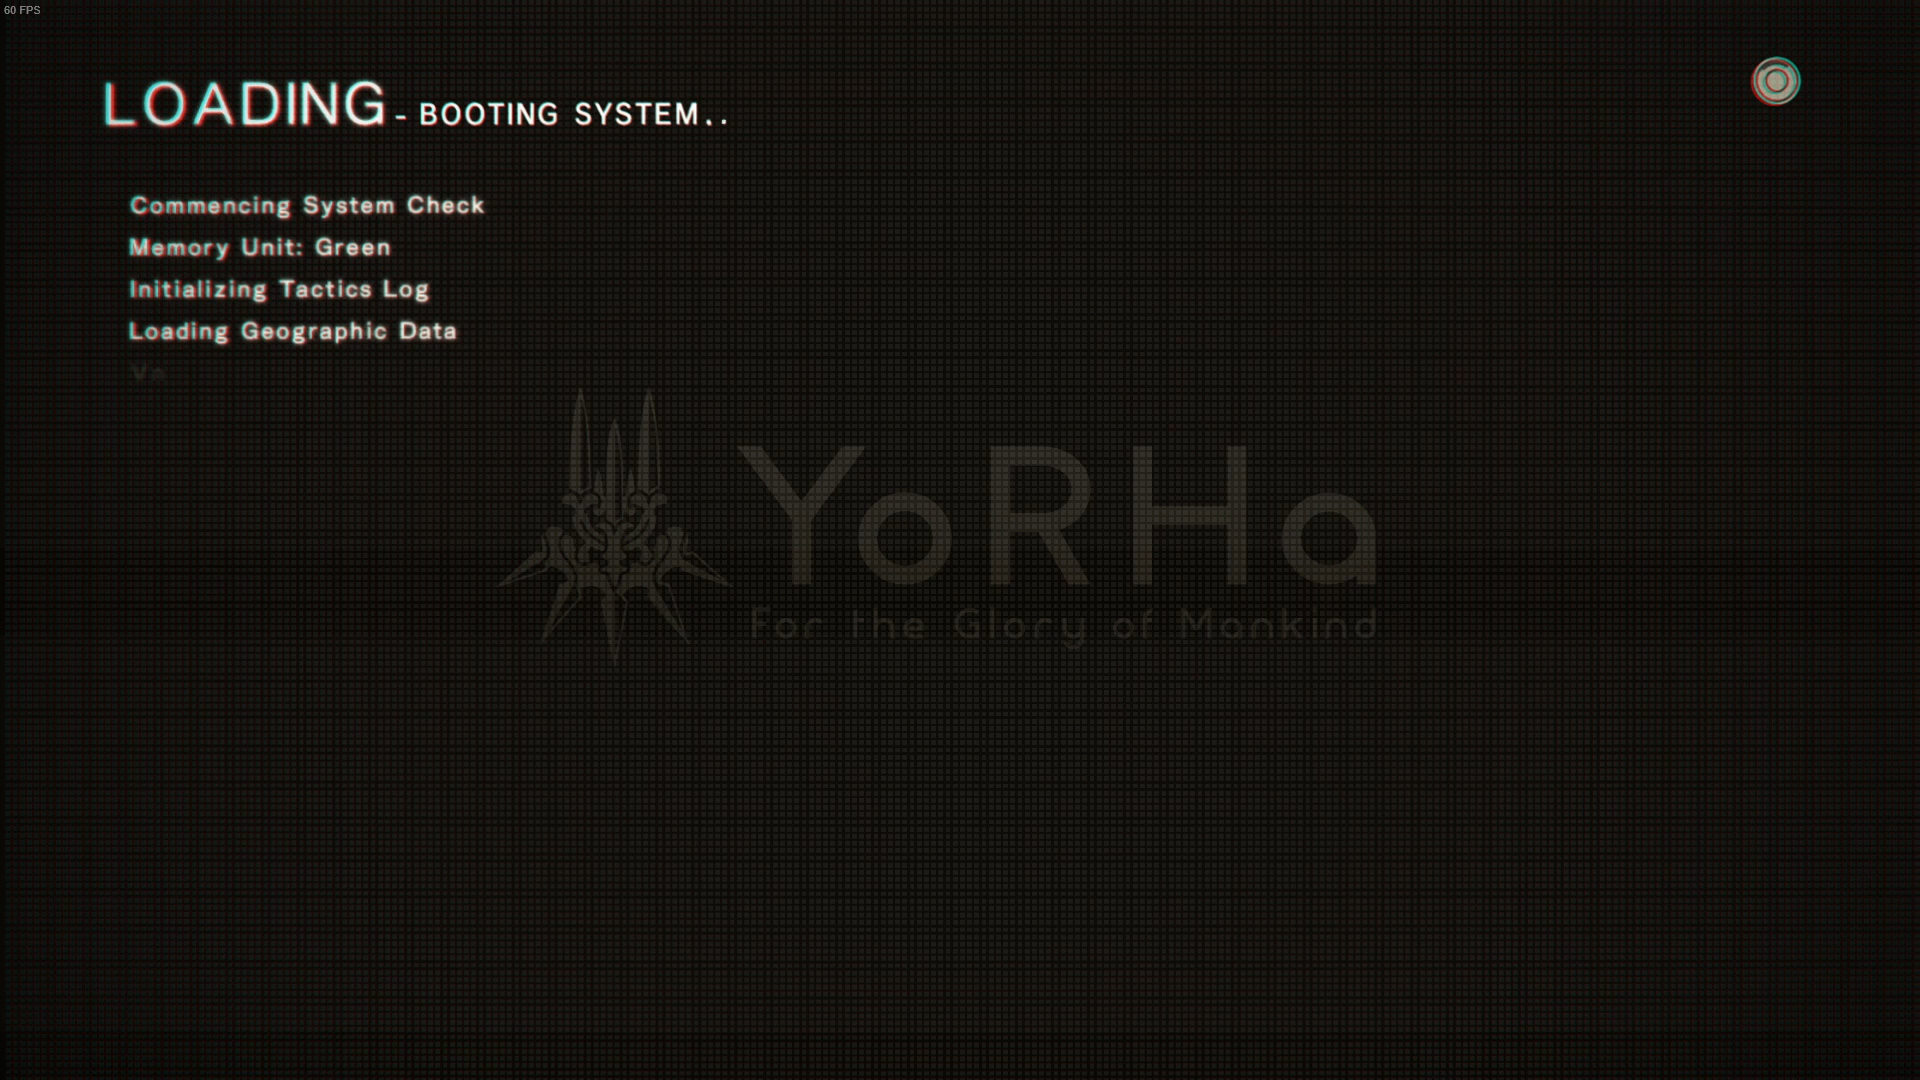 60 FPS
LOADING - BOOTING SYSTEM..
Commencing System Check
Memory Unit: Green
Initializing Tactics Log
Loading Geographic Data
YoRHa
For the Glory of Mankind